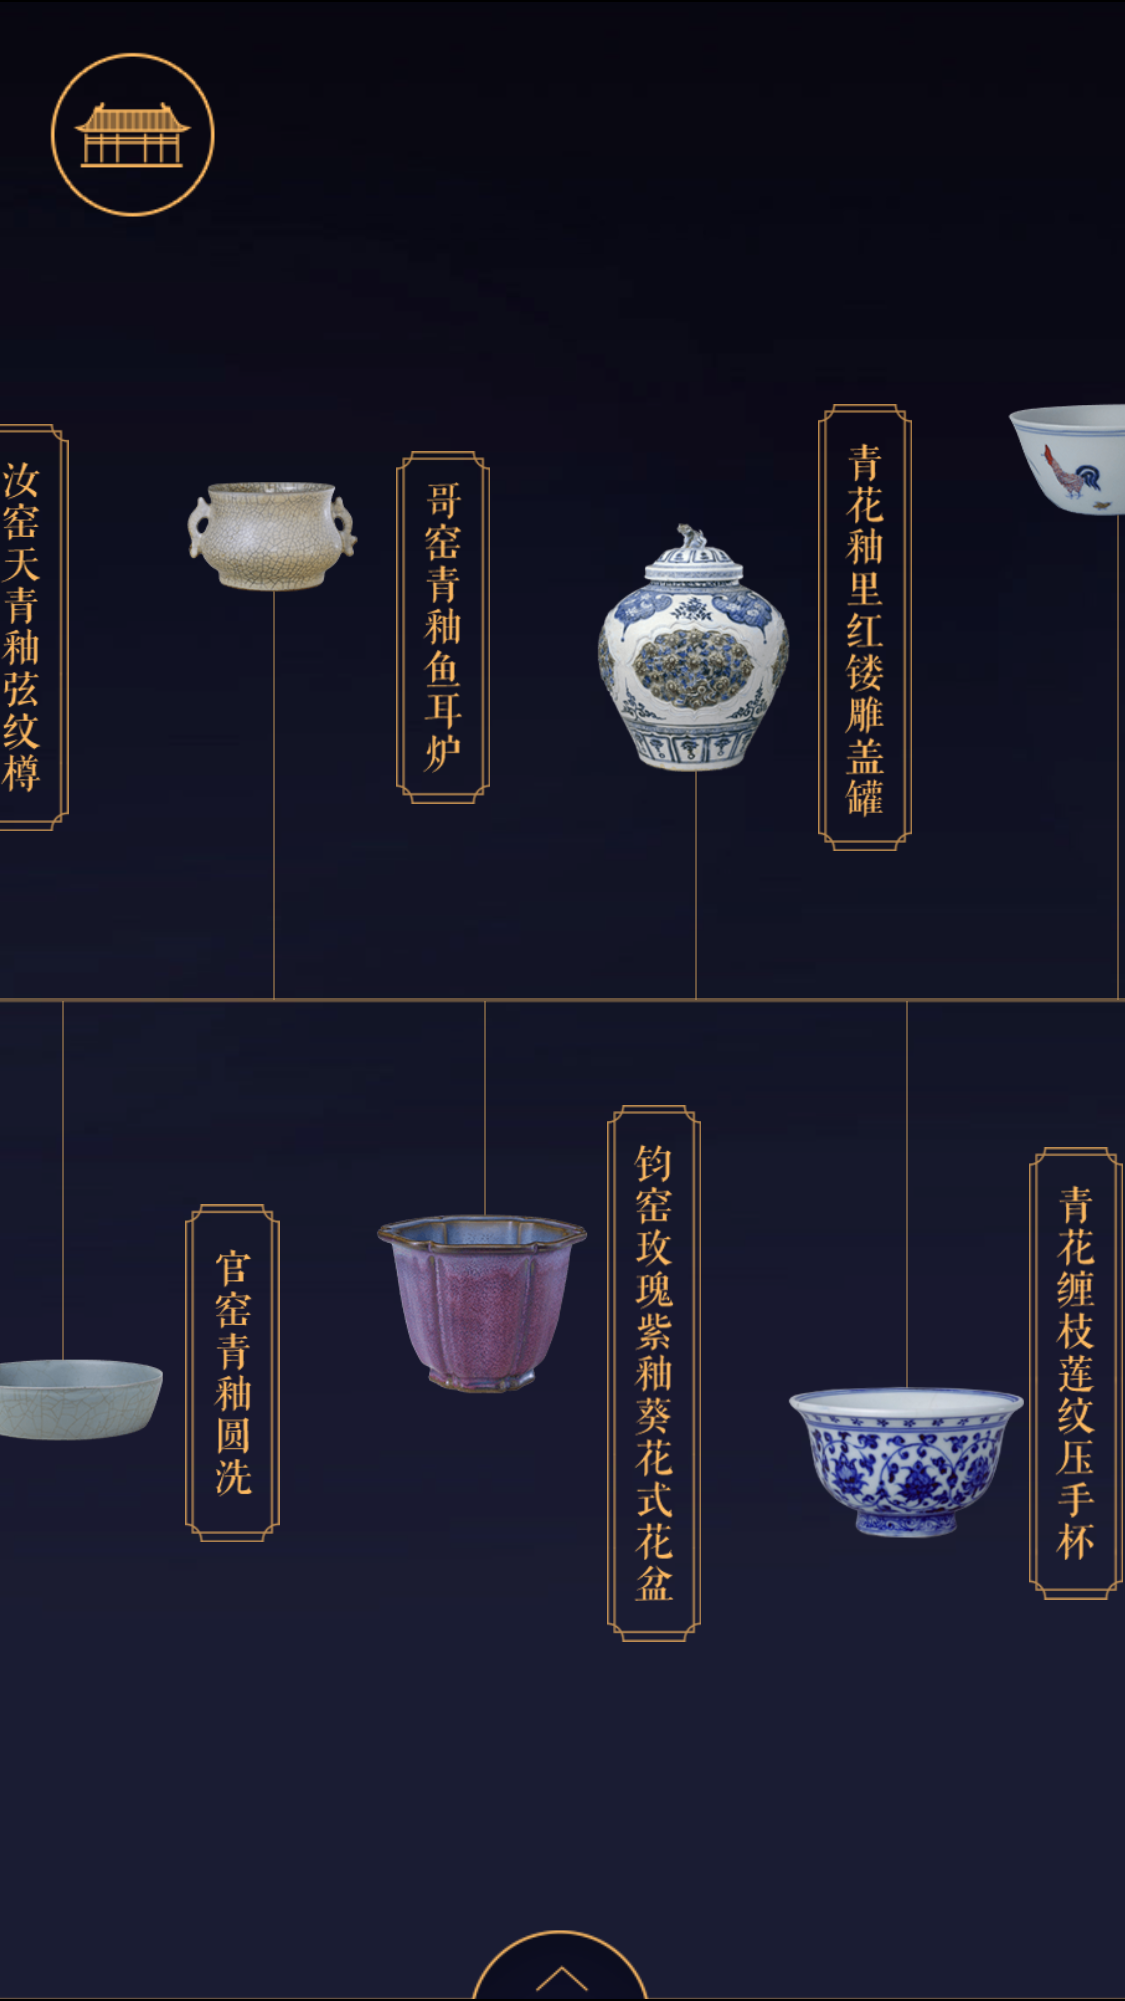 汝窑天青釉弦纹樽
哥窑青釉鱼耳炉
青花釉里红镂雕盖罐
官窑青釉圆洗
钧窑玫瑰紫釉葵花式花盆
青花缠枝莲纹压手杯